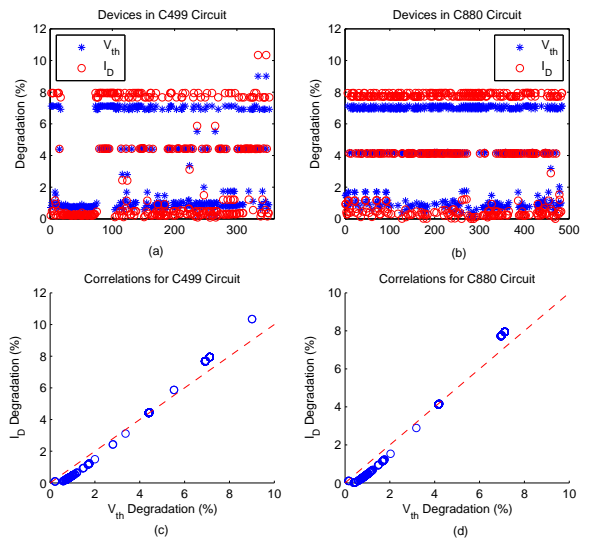 Devices in C499 Circuit
12
10
8
6
4
2
0
Degradation (%)
V_th
I_D
0
100
200
300
(a)
Devices in C880 Circuit
12
10
8
6
4
2
0
Degradation (%)
V_th
I_D
0
100
200
300
400
500
(b)
Correlations for C499 Circuit
12
10
8
6
4
2
0
I_D Degradation (%)
0
2
4
6
8
10
V_th Degradation (%)
(c)
Correlations for C880 Circuit
10
8
6
4
2
0
I_D Degradation (%)
0
2
4
6
8
10
V_th Degradation (%)
(d)